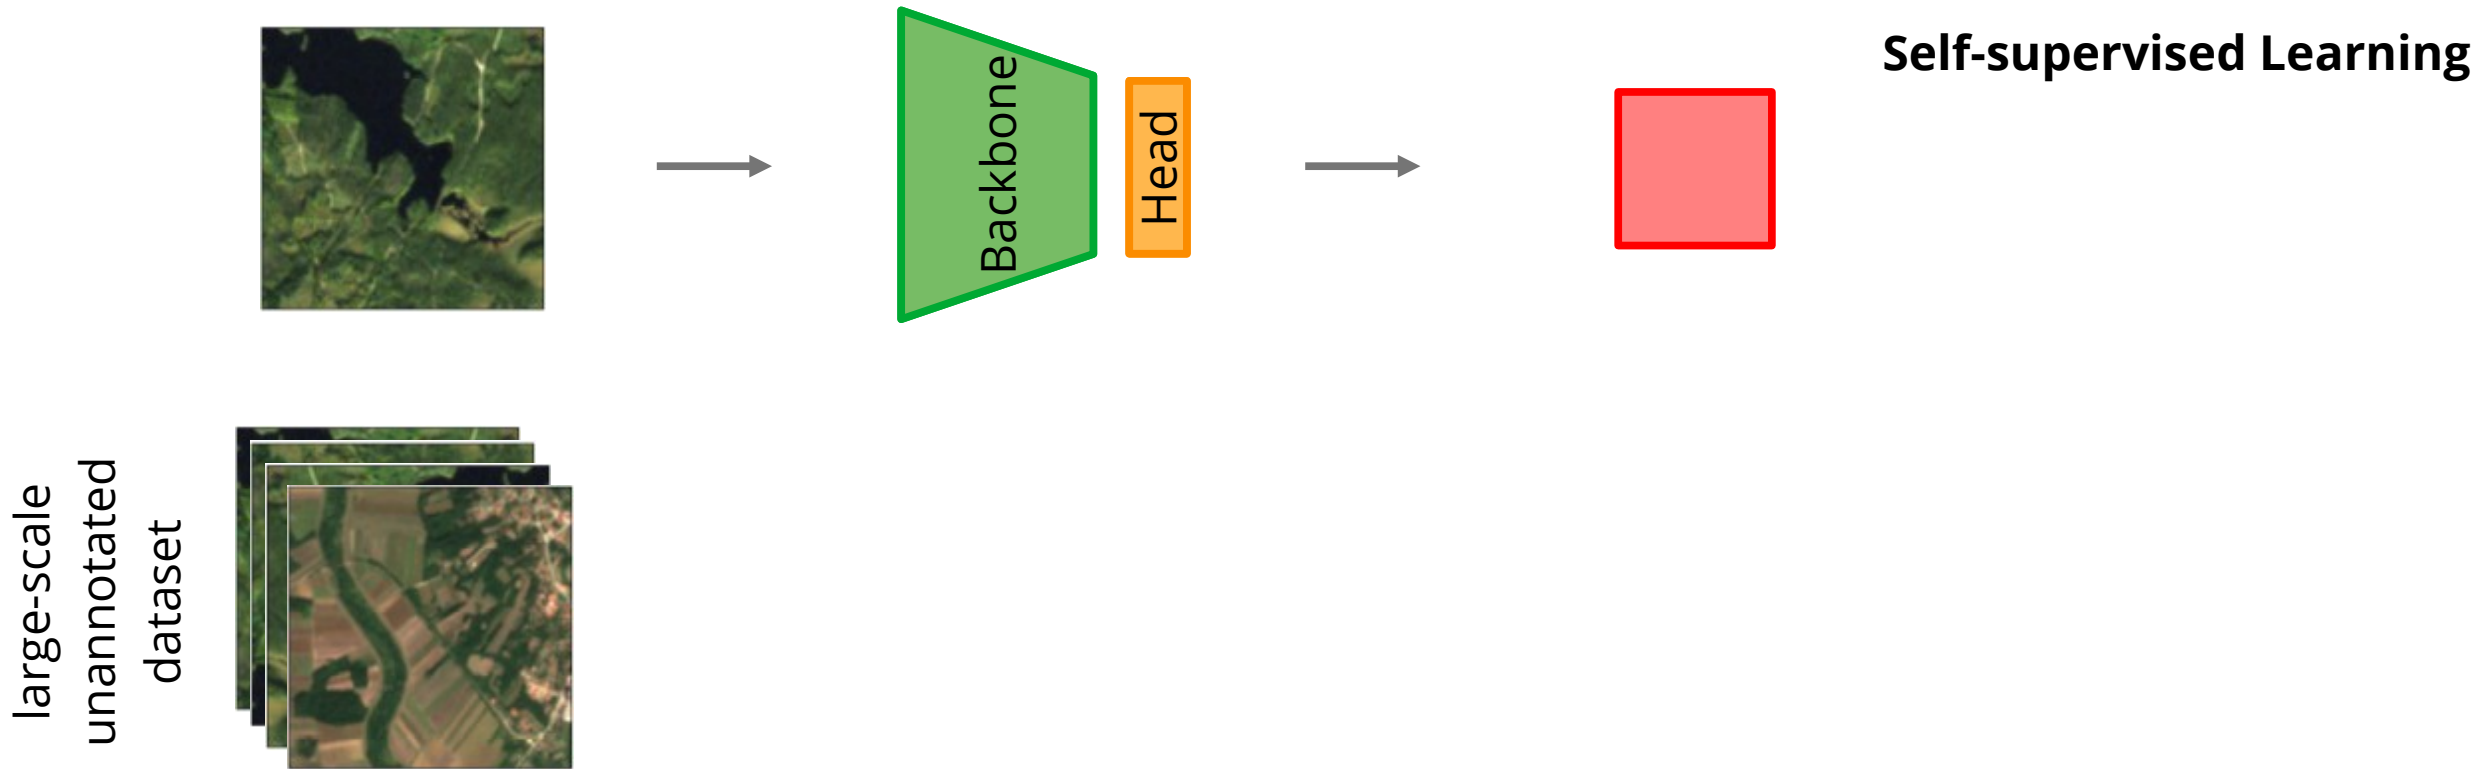 Self-supervised Learning
Backbone
Head
large-scale
unannotated
dataset